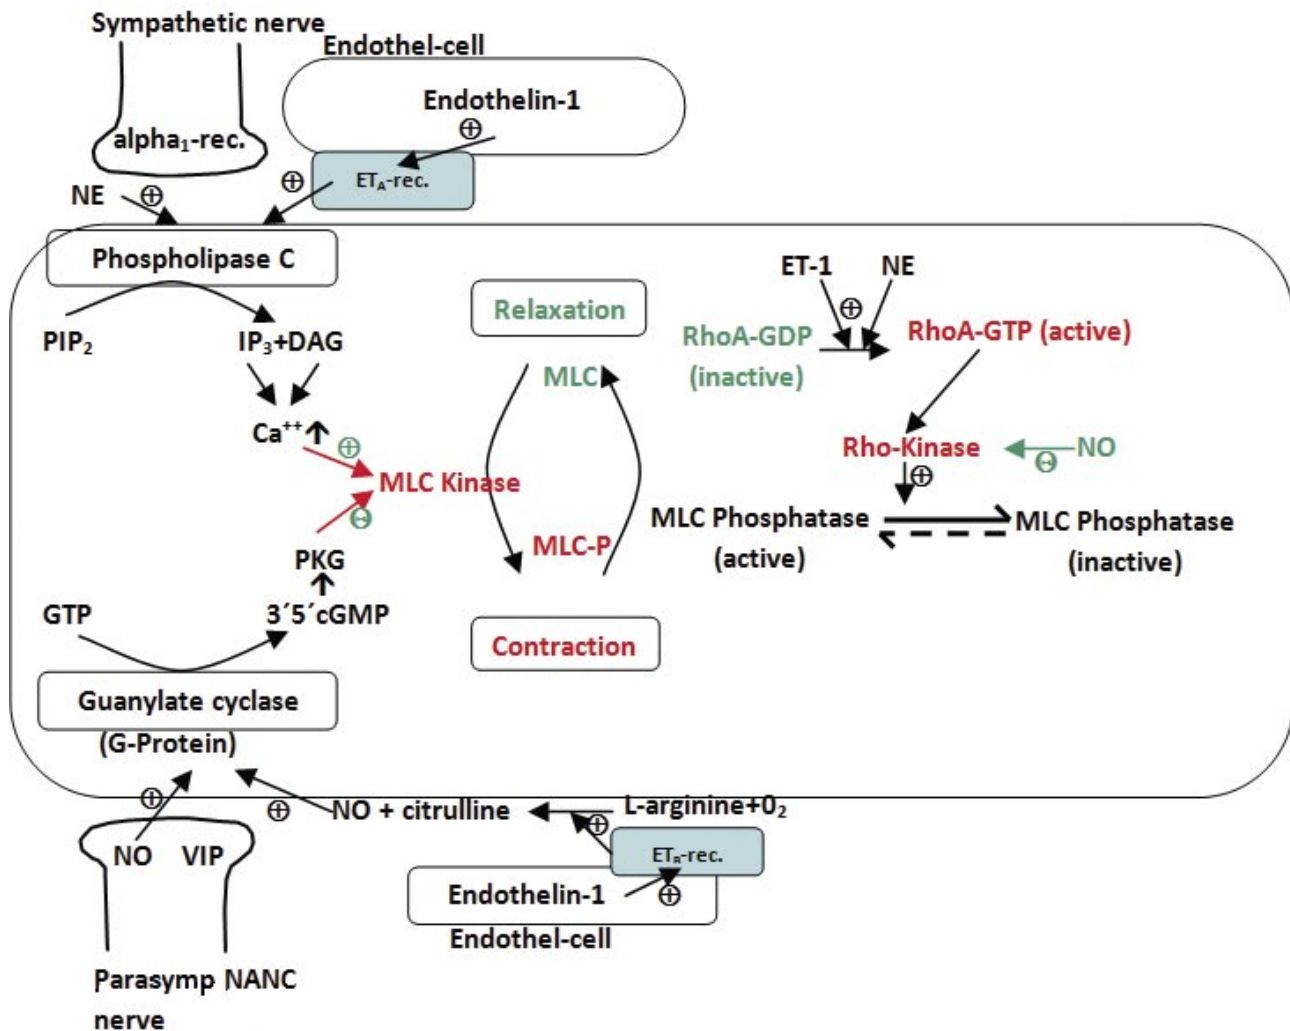 Sympathetic nerve
Endothel-cell
Endothelin-1
⊕
alpha₁-rec.
ET_A-rec.
⊕
NE
⊕
Phospholipase C
PIP₂
IP₃+DAG
Ca⁺⁺↑
⊕
MLC Kinase
⊖
PKG
↑
3´5´cGMP
GTP
Guanylate cyclase
(G-Protein)
Relaxation
MLC
MLC-P
Contraction
ET-1
NE
⊕
RhoA-GDP
(inactive)
RhoA-GTP (active)
Rho-Kinase
NO
⊖
⊕
MLC Phosphatase
(active)
MLC Phosphatase
(inactive)
⊕
⊕
NO + citrulline
L-arginine+0₂
⊕
ET_B-rec.
NO VIP
Endothelin-1
⊕
Endothel-cell
Parasymp NANC
nerve